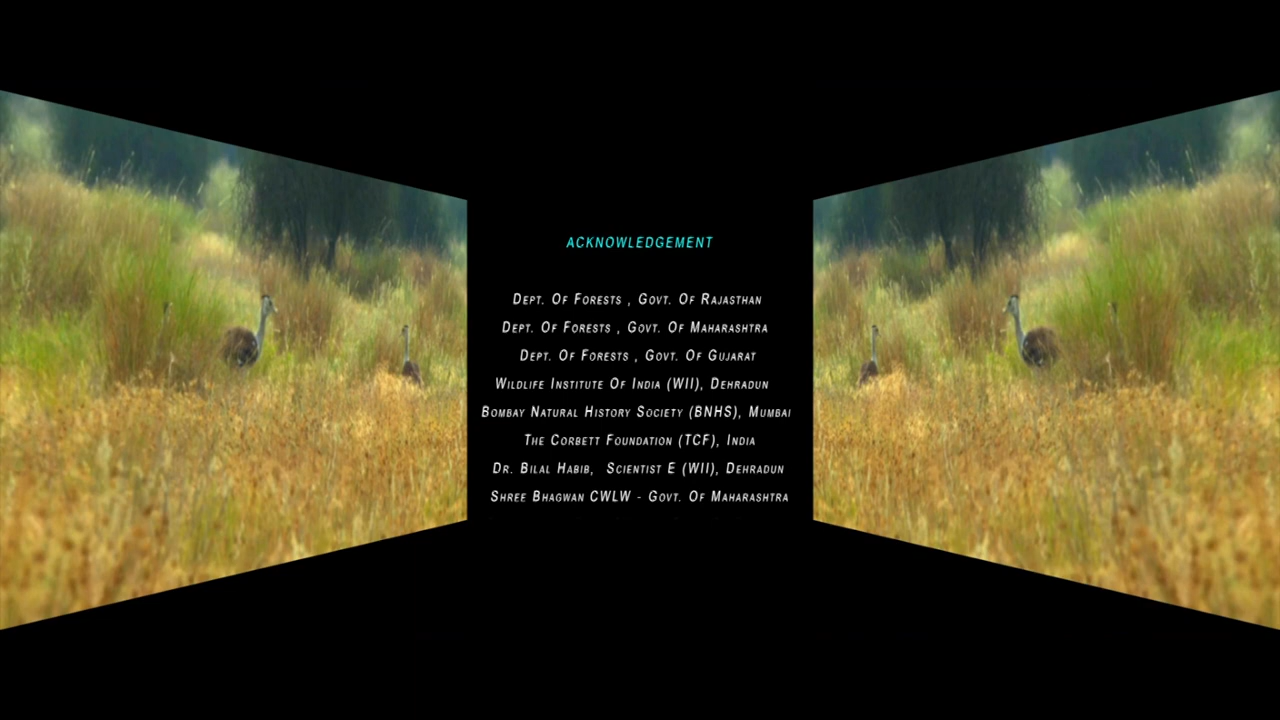 ACKNOWLEDGEMENT
DEPT. OF FORESTS , GOVT. OF RAJASTHAN
DEPT. OF FORESTS , GOVT. OF MAHARASHTRA
DEPT. OF FORESTS , GOVT. OF GUJARAT
WILDLIFE INSTITUTE OF INDIA (WII), DEHRADUN
BOMBAY NATURAL HISTORY SOCIETY (BNHS), MUMBAI
THE CORBETT FOUNDATION (TCF), INDIA
DR. BILAL HABIB, SCIENTIST E (WII), DEHRADUN
SHREE BHAGWAN CWLW - GOVT. OF MAHARASHTRA